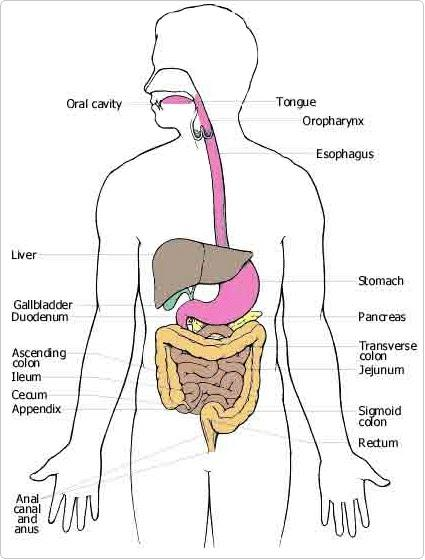 Oral cavity
Tongue
Oropharynx
Esophagus
Liver
Stomach
Gallbladder
Duodenum
Pancreas
Transverse
colon
Ascending
colon
Jejunum
Ileum
Cecum
Appendix
Sigmoid
colon
Rectum
Anal
canal
and
anus